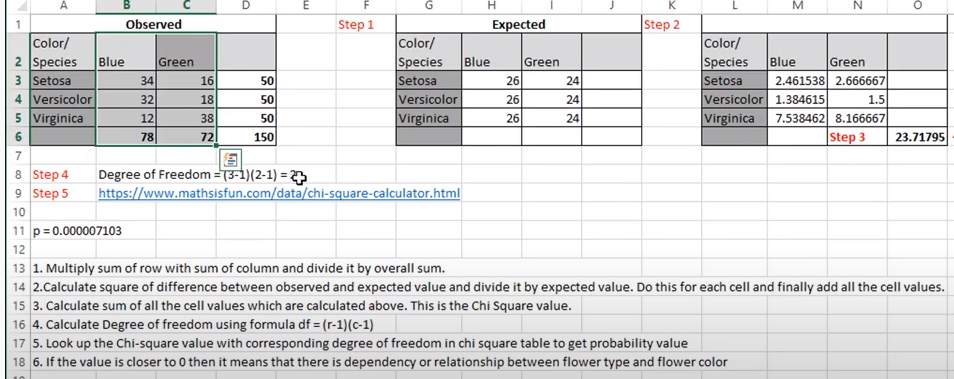 A B C D E F G H I J K L M N O
1 Observed Step 1 Expected Step 2
2 Color/ Species Blue Green Color/ Species Blue Green Color/ Species Blue Green
3 Setosa 34 16 50 Setosa 26 24 Setosa 2.461538 2.666667
4 Versicolor 32 18 50 Versicolor 26 24 Versicolor 1.384615 1.5
5 Virginica 12 38 50 Virginica 26 24 Virginica 7.538462 8.166667
6 78 72 150 Step 3 23.71795
7
8 Step 4 Degree of Freedom = (3-1)(2-1) = 2
9 Step 5 https://www.mathsisfun.com/data/chi-square-calculator.html
10
11 p = 0.000007103
12
13 1. Multiply sum of row with sum of column and divide it by overall sum.
14 2.Calculate square of difference between observed and expected value and divide it by expected value. Do this for each cell and finally add all the cell values.
15 3. Calculate sum of all the cell values which are calculated above. This is the Chi Square value.
16 4. Calculate Degree of freedom using formula df = (r-1)(c-1)
17 5. Look up the Chi-square value with corresponding degree of freedom in chi square table to get probability value
18 6. If the value is closer to 0 then it means that there is dependency or relationship between flower type and flower color